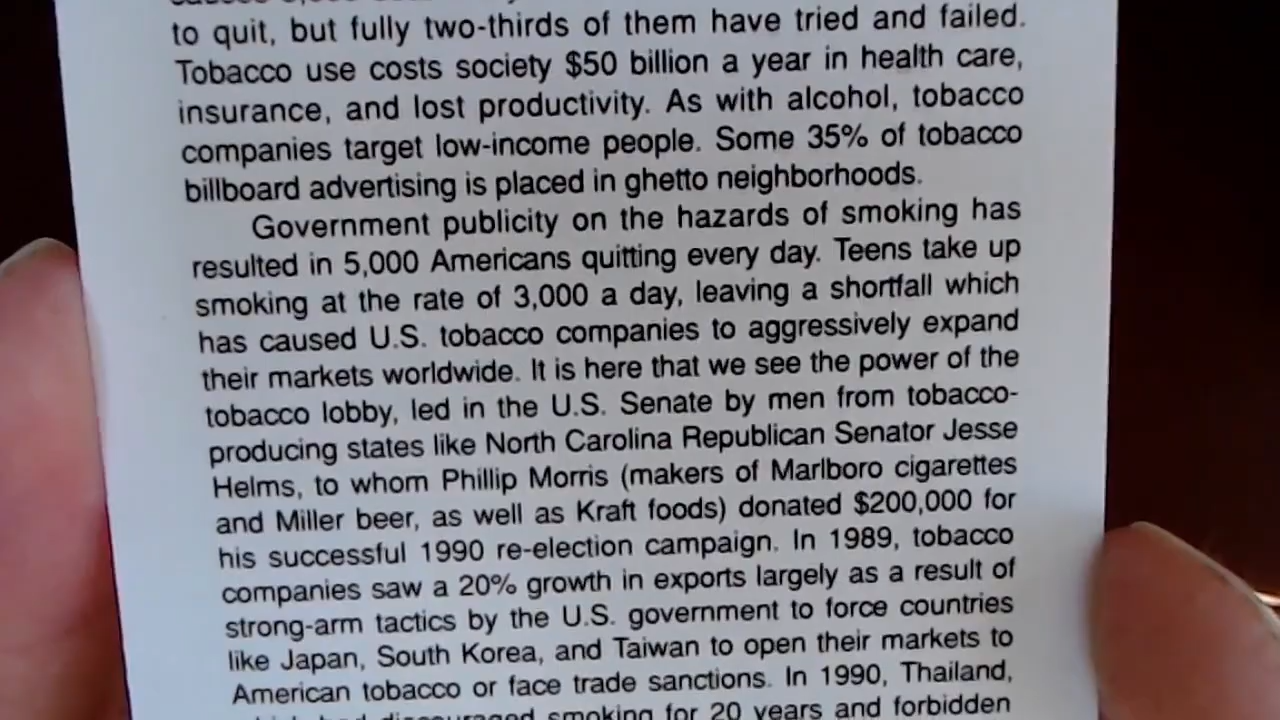 to quit, but fully two-thirds of them have tried and failed.
Tobacco use costs society $50 billion a year in health care,
insurance, and lost productivity. As with alcohol, tobacco
companies target low-income people. Some 35% of tobacco
billboard advertising is placed in ghetto neighborhoods.
Government publicity on the hazards of smoking has
resulted in 5,000 Americans quitting every day. Teens take up
smoking at the rate of 3,000 a day, leaving a shortfall which
has caused U.S. tobacco companies to aggressively expand
their markets worldwide. It is here that we see the power of the
tobacco lobby, led in the U.S. Senate by men from tobacco-
producing states like North Carolina Republican Senator Jesse
Helms, to whom Phillip Morris (makers of Marlboro cigarettes
and Miller beer, as well as Kraft foods) donated $200,000 for
his successful 1990 re-election campaign. In 1989, tobacco
companies saw a 20% growth in exports largely as a result of
strong-arm tactics by the U.S. government to force countries
like Japan, South Korea, and Taiwan to open their markets to
American tobacco or face trade sanctions. In 1990, Thailand,
smoking for 20 years and forbidden